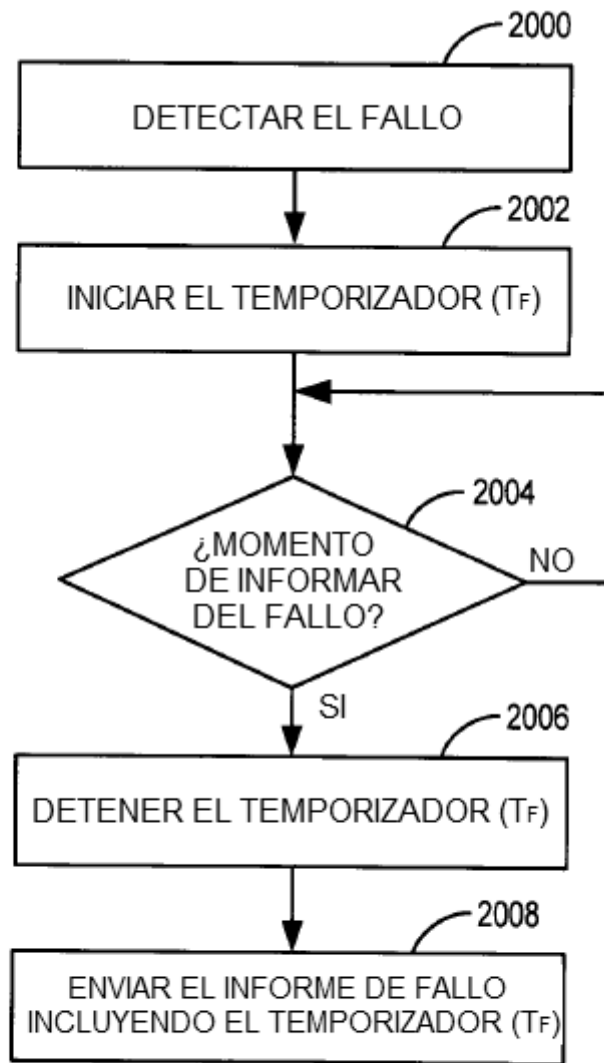 2000
DETECTAR EL FALLO
2002
INICIAR EL TEMPORIZADOR (TF)
2004
¿MOMENTO
DE INFORMAR
DEL FALLO?
NO
SI
2006
DETENER EL TEMPORIZADOR (TF)
2008
ENVIAR EL INFORME DE FALLO
INCLUYENDO EL TEMPORIZADOR (TF)